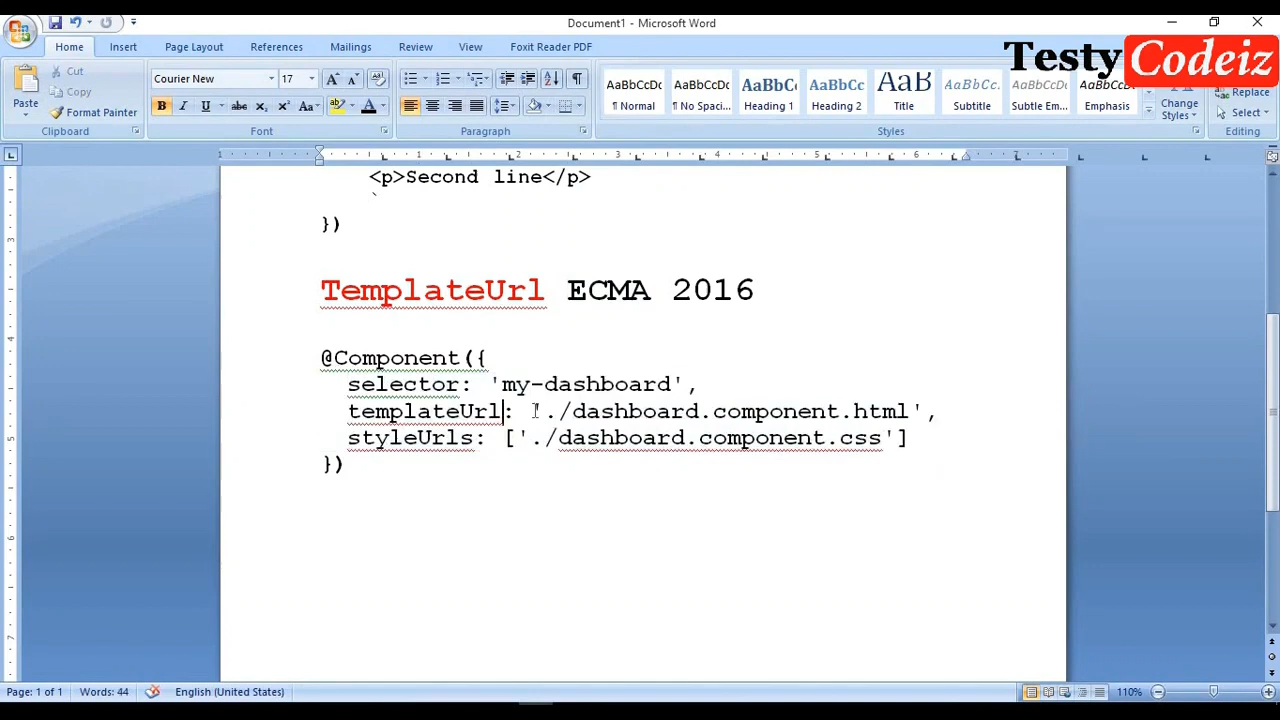 Document1 - Microsoft Word
Home Insert Page Layout References Mailings Review View Foxit Reader PDF
Testy Codeiz
Paste
Cut
Copy
Format Painter
Clipboard
Courier New 17
Font
Paragraph
AaBbCcDc AaBbCcDc AaBbC AaBbCc AaB AaBbCc. AaBbCcDc AaBbCcDc
¶ Normal ¶ No Spaci... Heading 1 Heading 2 Title Subtitle Subtle Em... Emphasis
Change Styles
Styles
Replace
Select
Editing
<p>Second line</p>
`
})
TemplateUrl ECMA 2016
@Component({
selector: 'my-dashboard',
templateUrl: './dashboard.component.html',
styleUrls: ['./dashboard.component.css']
})
Page: 1 of 1 Words: 44 English (United States) 110%